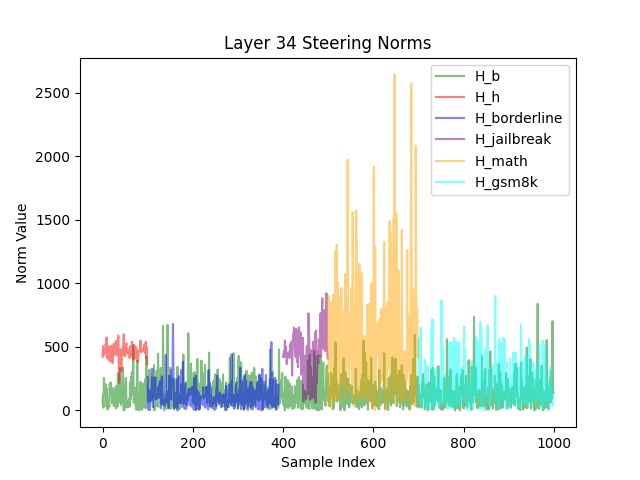 Layer 34 Steering Norms
H_b
H_h
H_borderline
H_jailbreak
H_math
H_gsm8k
2500
2000
1500
1000
500
0
Norm Value
0 200 400 600 800 1000
Sample Index